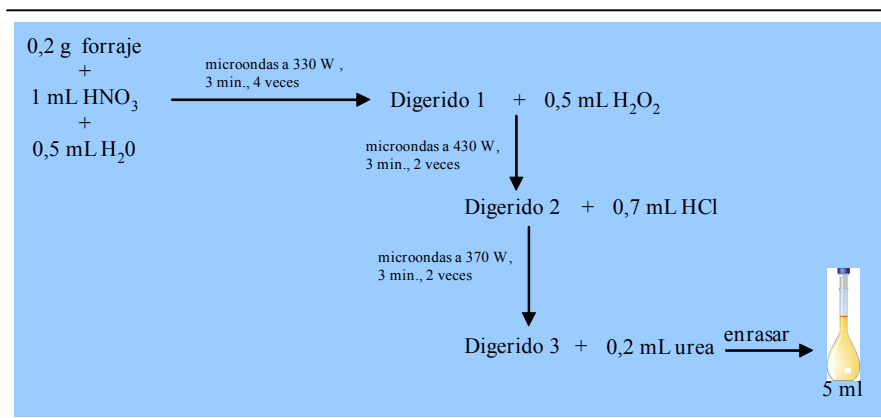 0,2 g forraje
+
1 mL HNO₃
+
0,5 mL H₂0
microondas a 330 W ,
3 min., 4 veces
Digerido 1 + 0,5 mL H₂O₂
microondas a 430 W ,
3 min., 2 veces
Digerido 2 + 0,7 mL HCl
microondas a 370 W ,
3 min., 2 veces
Digerido 3 + 0,2 mL urea
enrasar
5 ml